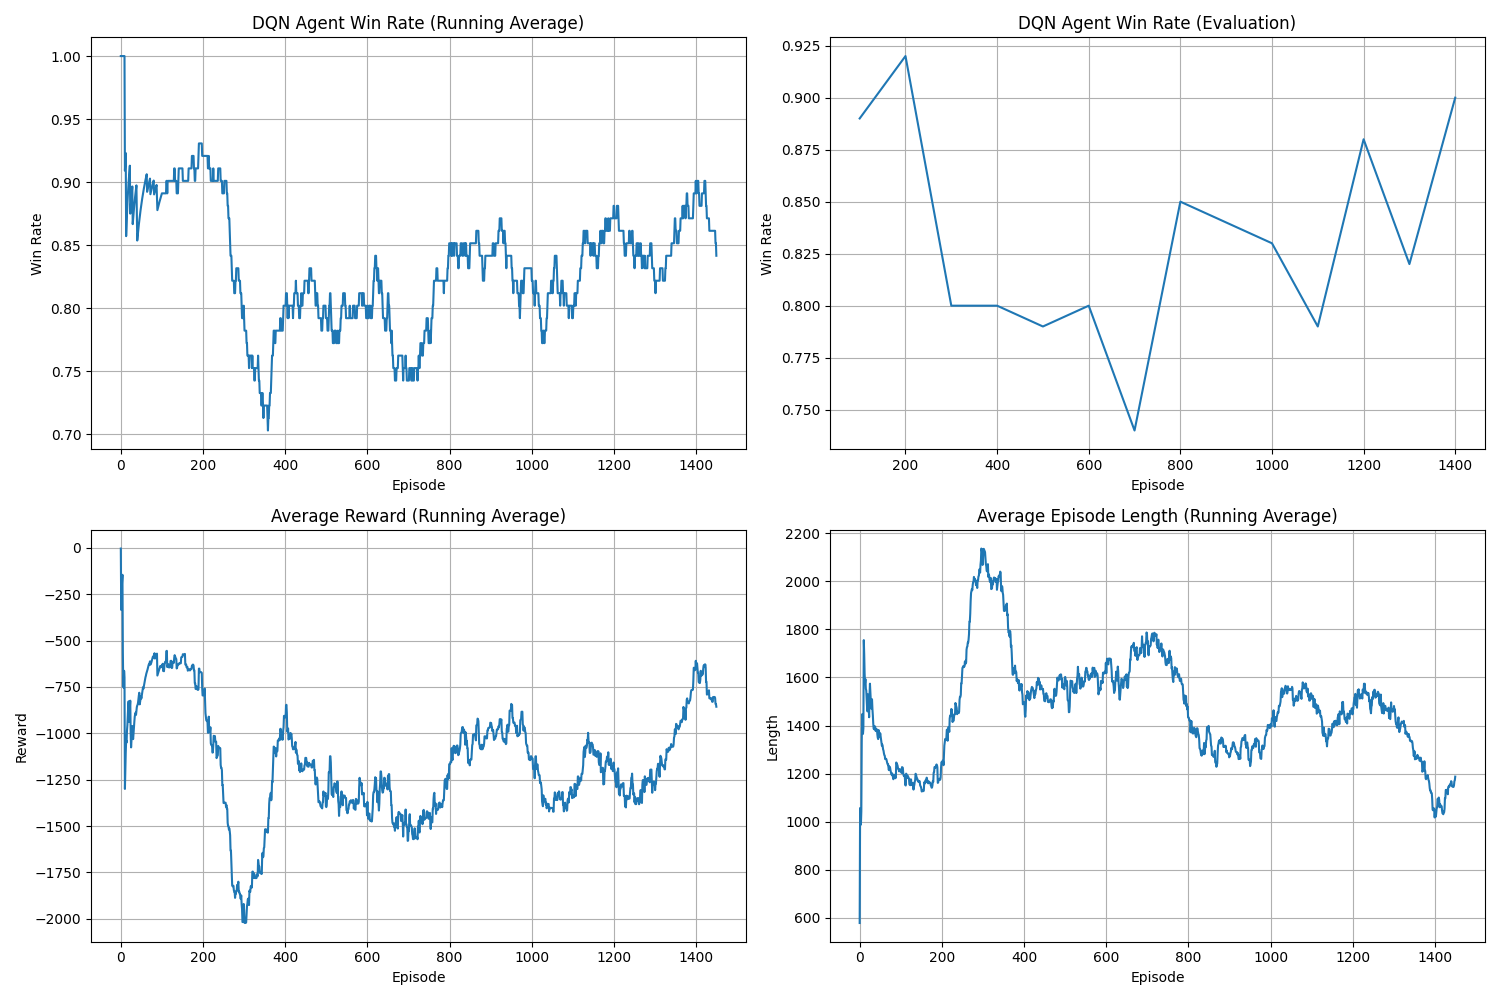 DQN Agent Win Rate (Running Average)
1.00
0.95
0.90
0.85
0.80
0.75
0.70
Win Rate
0 200 400 600 800 1000 1200 1400
Episode
DQN Agent Win Rate (Evaluation)
0.925
0.900
0.875
0.850
0.825
0.800
0.775
0.750
Win Rate
200 400 600 800 1000 1200 1400
Episode
Average Reward (Running Average)
0
−250
−500
−750
−1000
−1250
−1500
−1750
−2000
Reward
0 200 400 600 800 1000 1200 1400
Episode
Average Episode Length (Running Average)
2200
2000
1800
1600
1400
1200
1000
800
600
Length
0 200 400 600 800 1000 1200 1400
Episode